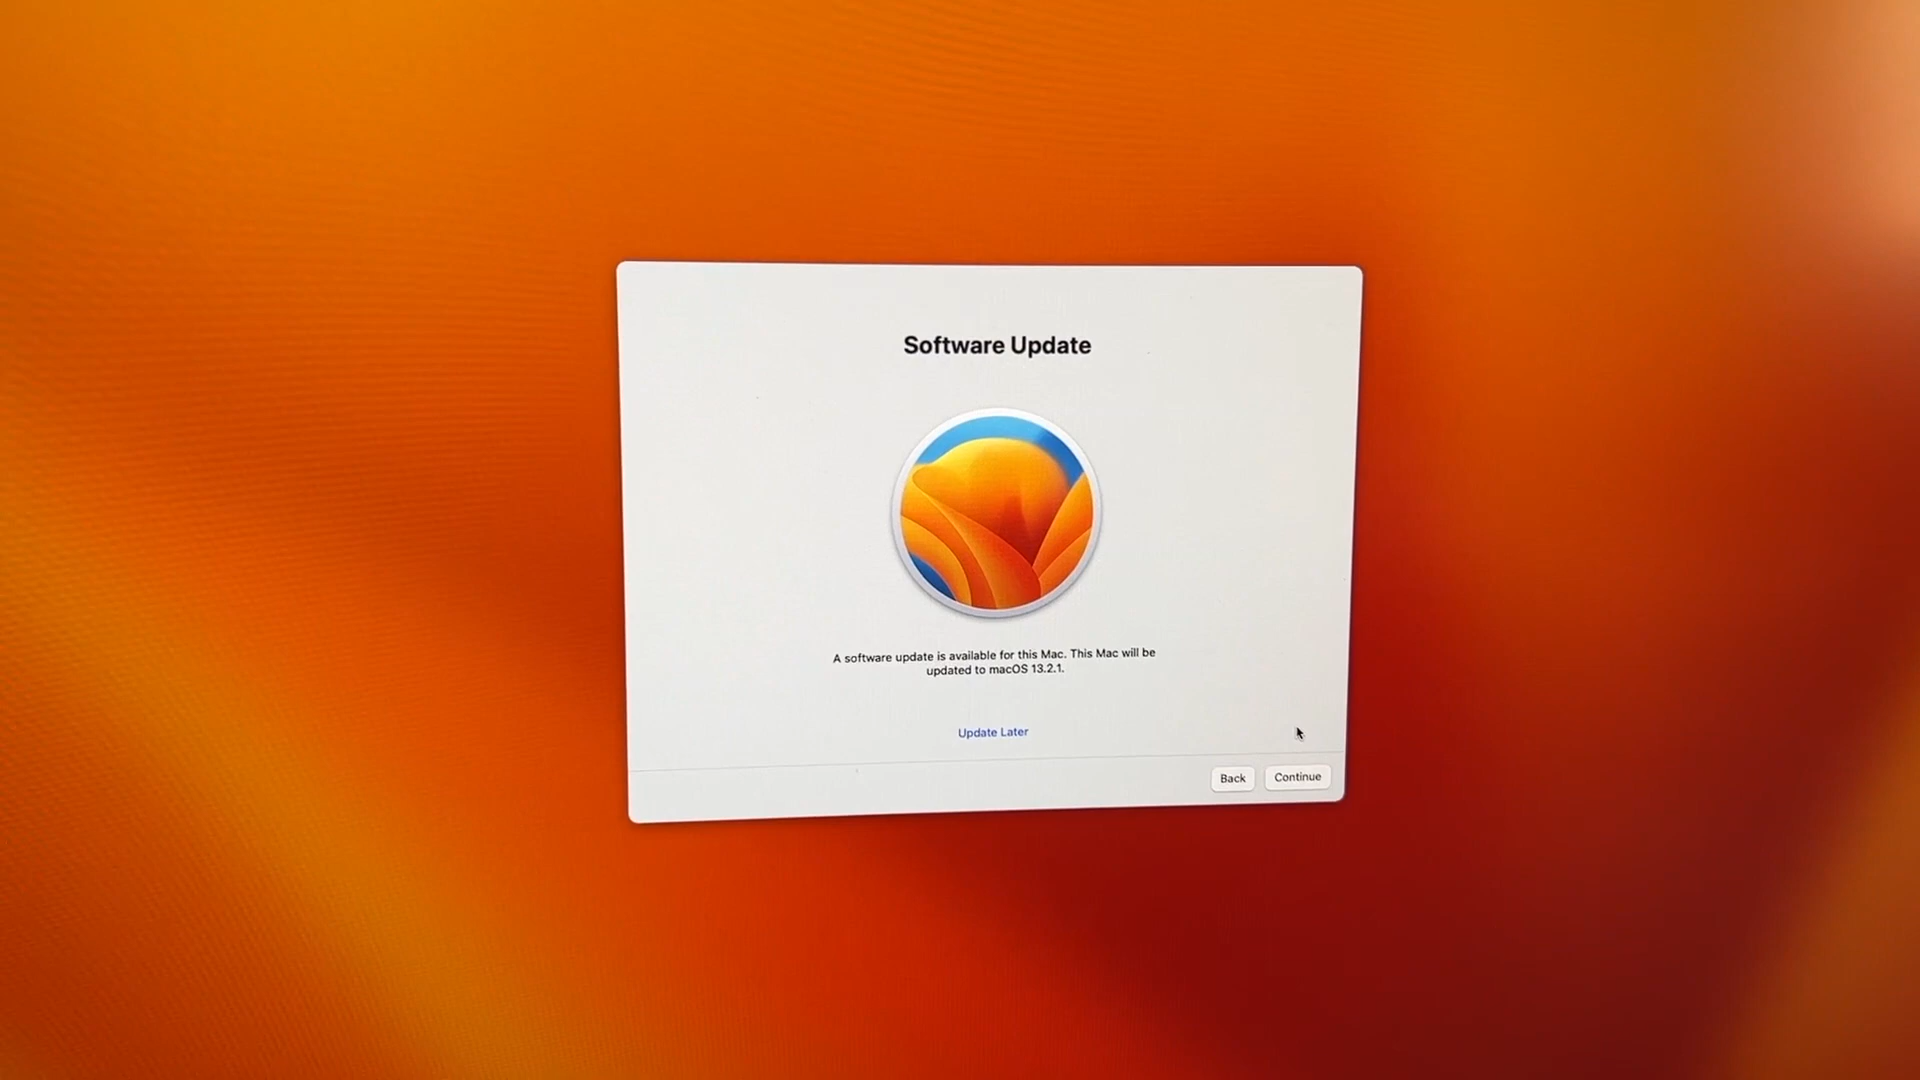 Software Update
A software update is available for this Mac. This Mac will be
updated to macOS 13.2.1.
Update Later
Back
Continue